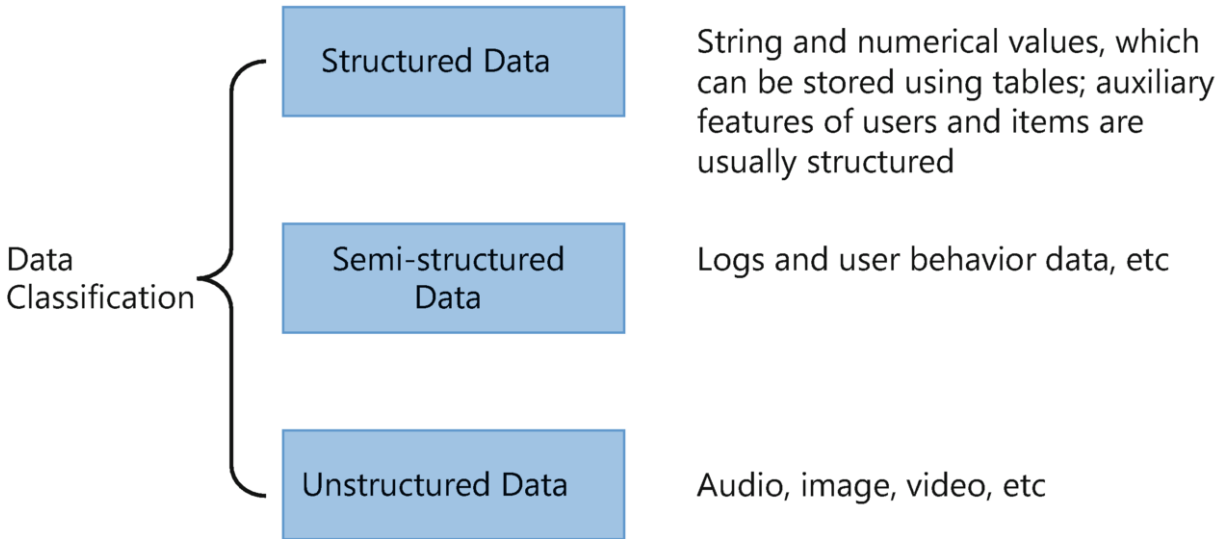 Data
Classification
Structured Data
String and numerical values, which
can be stored using tables; auxiliary
features of users and items are
usually structured
Semi-structured
Data
Logs and user behavior data, etc
Unstructured Data
Audio, image, video, etc